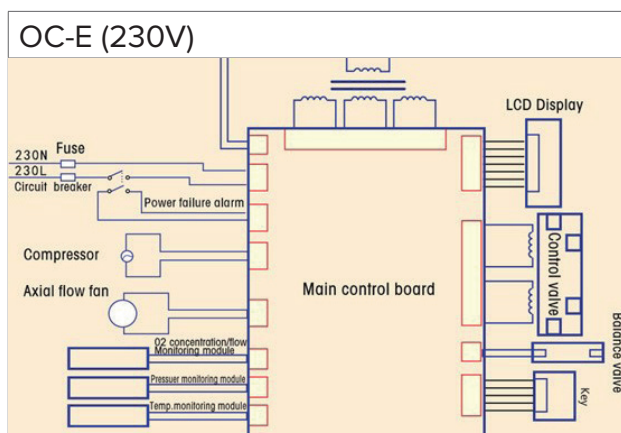 OC-E (230V)
LCD Display
Fuse
230N
230L
Circuit breaker
Power failure alarm
Control valve
Compressor
Main control board
Axial flow fan
O2 concentration/flow
Monitoring module
Balance valve
Pressuer monitoring module
Key
Temp.monitoring module